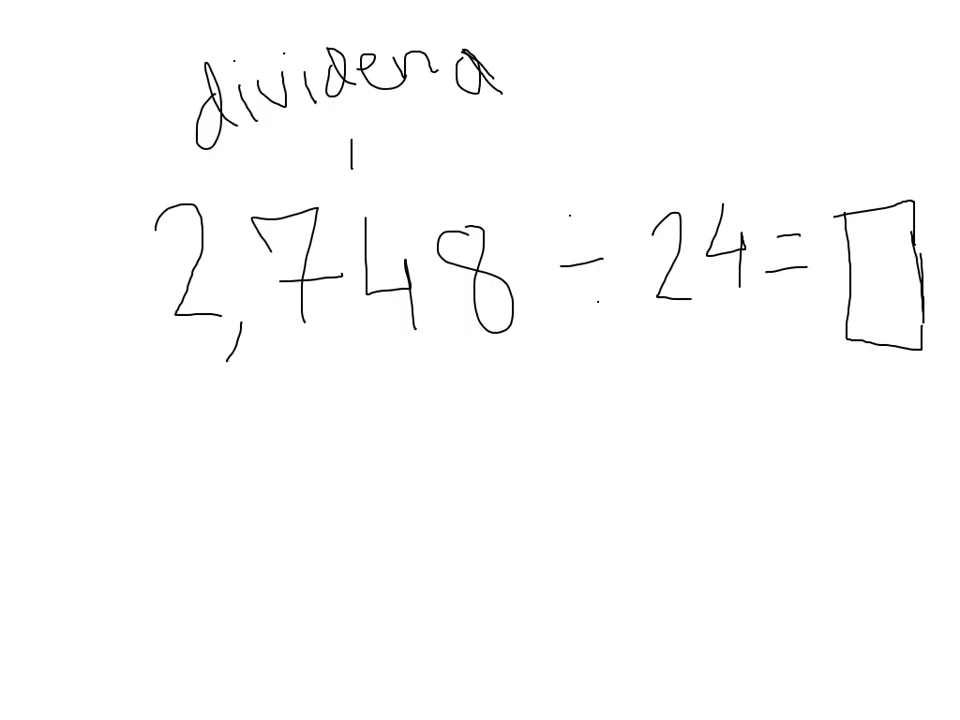 dividend
2,748 ÷ 24 =